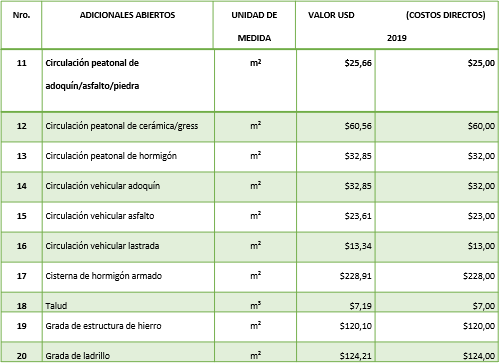 Nro. ADICIONALES ABIERTOS UNIDAD DE MEDIDA VALOR USD (COSTOS DIRECTOS) 2019
11 Circulación peatonal de adoquín/asfalto/piedra m² $25,66 $25,00
12 Circulación peatonal de cerámica/gress m² $60,56 $60,00
13 Circulación peatonal de hormigón m² $32,85 $32,00
14 Circulación vehicular adoquín m² $32,85 $32,00
15 Circulación vehicular asfalto m² $23,61 $23,00
16 Circulación vehicular lastrada m² $13,34 $13,00
17 Cisterna de hormigón armado m² $228,91 $228,00
18 Talud m³ $7,19 $7,00
19 Grada de estructura de hierro m² $120,10 $120,00
20 Grada de ladrillo m² $124,21 $124,00